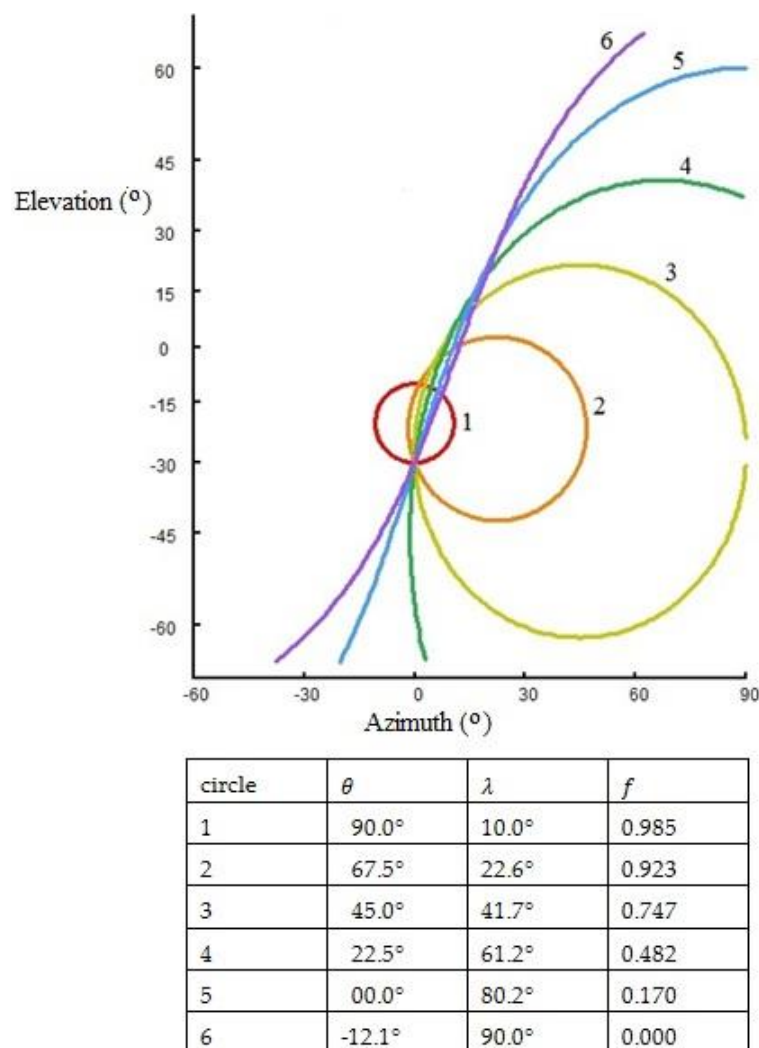 6
5
60
45
4
Elevation (°)
30
3
15
0
-15
1
2
-30
-45
-60
-60 -30 0 30 60 90
Azimuth (°)
circle θ λ f
1 90.0° 10.0° 0.985
2 67.5° 22.6° 0.923
3 45.0° 41.7° 0.747
4 22.5° 61.2° 0.482
5 00.0° 80.2° 0.170
6 -12.1° 90.0° 0.000